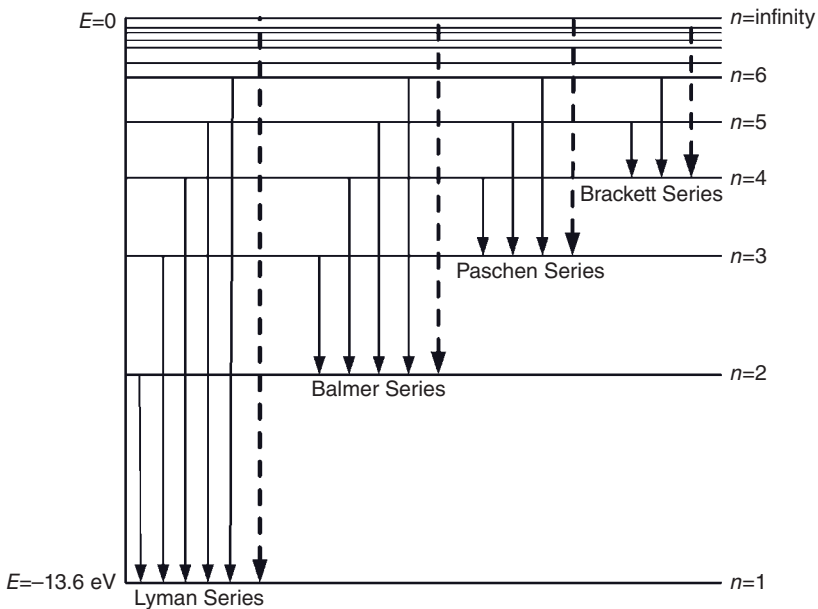 E=0
n=infinity
n=6
n=5
n=4
Brackett Series
n=3
Paschen Series
n=2
Balmer Series
E=–13.6 eV
n=1
Lyman Series